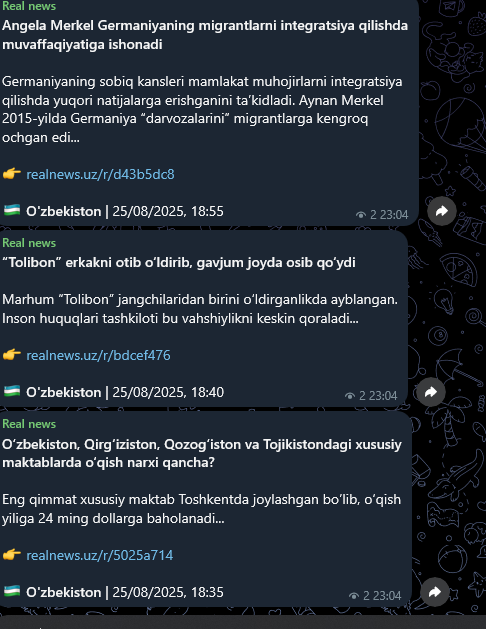 Real news
Angela Merkel Germaniyaning migrantlarni integratsiya qilishda
muvaffaqiyatiga ishonadi
Germaniyaning sobiq kansleri mamlakat muhojirlarni integratsiya
qilishda yuqori natijalarga erishganini ta’kidladi. Aynan Merkel
2015-yilda Germaniya “darvozalarini” migrantlarga kengroq
ochgan edi...
👉 realnews.uz/r/d43b5dc8
🇺🇿 O'zbekiston | 25/08/2025, 18:55
2 23:04
Real news
“Tolibon” erkakni otib o‘ldirib, gavjum joyda osib qo‘ydi
Marhum “Tolibon” jangchilaridan birini o‘ldirganlikda ayblangan.
Inson huquqlari tashkiloti bu vahshiylikni keskin qoraladi...
👉 realnews.uz/r/bdcef476
🇺🇿 O'zbekiston | 25/08/2025, 18:40
2 23:04
Real news
O‘zbekiston, Qirg‘iziston, Qozog‘iston va Tojikistondagi xususiy
maktablarda o‘qish narxi qancha?
Eng qimmat xususiy maktab Toshkentda joylashgan bo‘lib, o‘qish
yiliga 24 ming dollarga baholanadi...
👉 realnews.uz/r/5025a714
🇺🇿 O'zbekiston | 25/08/2025, 18:35
2 23:04